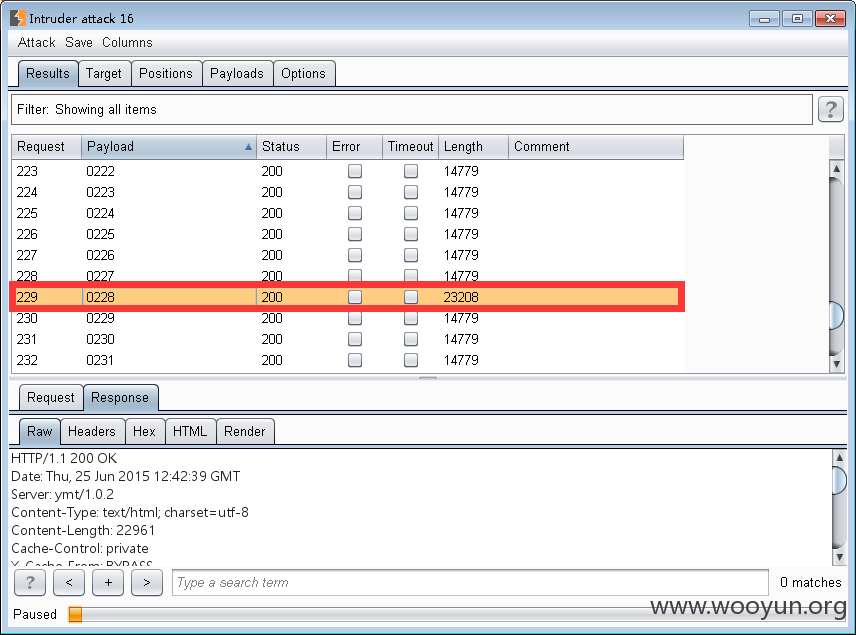 Intruder attack 16
Attack Save Columns
Results Target Positions Payloads Options
Filter: Showing all items ?
Request Payload Status Error Timeout Length Comment
223 0222 200 14779
224 0223 200 14779
225 0224 200 14779
226 0225 200 14779
227 0226 200 14779
228 0227 200 14779
229 0228 200 23208
230 0229 200 14779
231 0230 200 14779
232 0231 200 14779
Request Response
Raw Headers Hex HTML Render
HTTP/1.1 200 OK
Date: Thu, 25 Jun 2015 12:42:39 GMT
Server: ymt/1.0.2
Content-Type: text/html; charset=utf-8
Content-Length: 22961
Cache-Control: private
X-Cache-From: BYPASS
? < + > Type a search term 0 matches
www.wooyun.org
Paused